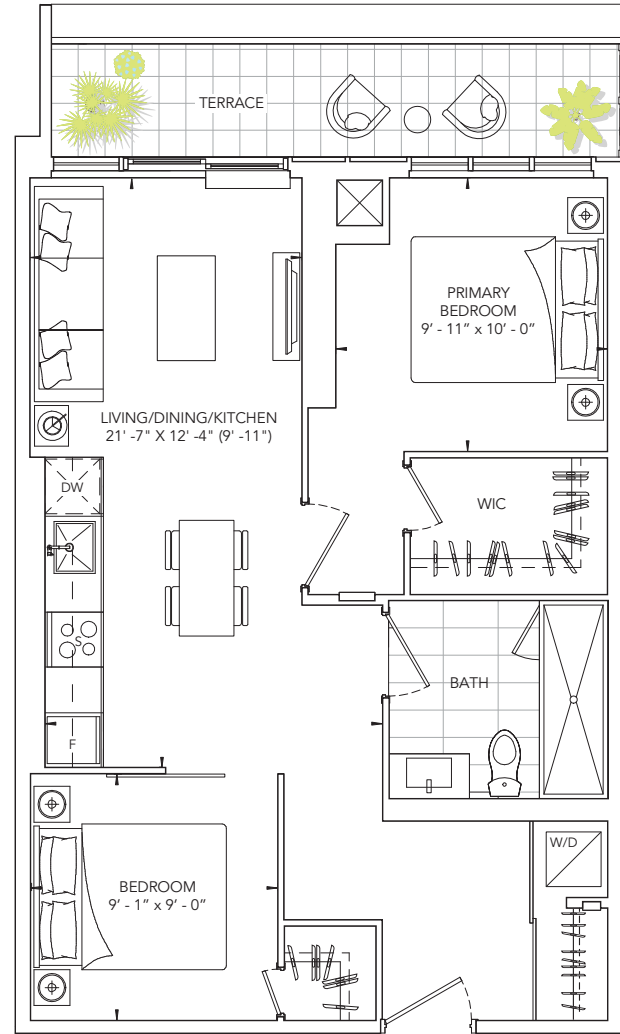 TERRACE
PRIMARY
BEDROOM
9' - 11" x 10' - 0"
LIVING/DINING/KITCHEN
21' -7" X 12' -4" (9' -11")
DW
WIC
S
BATH
F
W/D
BEDROOM
9' - 1" x 9' - 0"